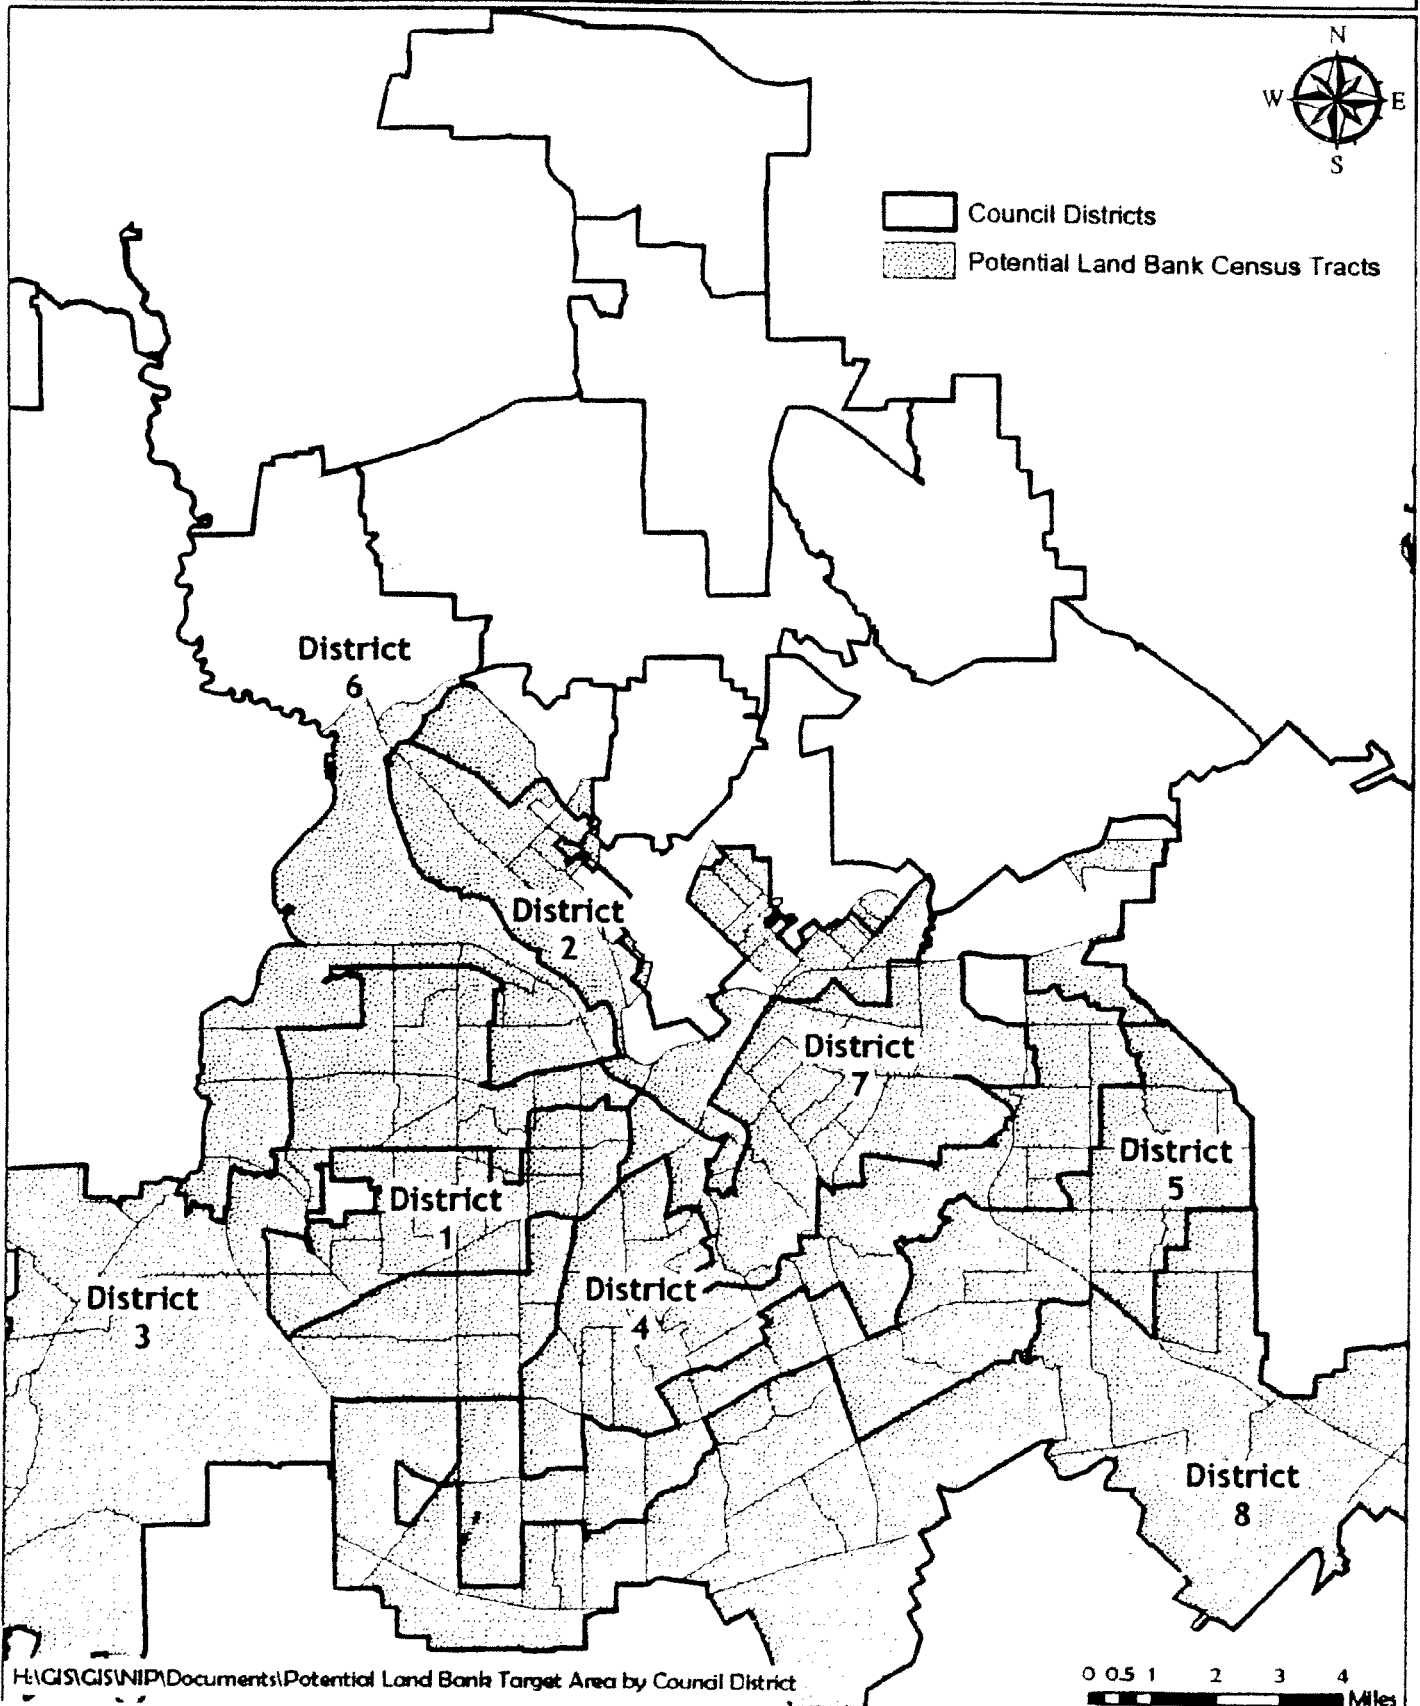 N
W E
S
Council Districts
Potential Land Bank Census Tracts
District
6
District
2
District
7
District
5
District
1
District
3
District
4
District
8
H:\GIS\GIS\NIP\Documents\Potential Land Bank Target Area by Council District
0 0.5 1 2 3 4
Miles